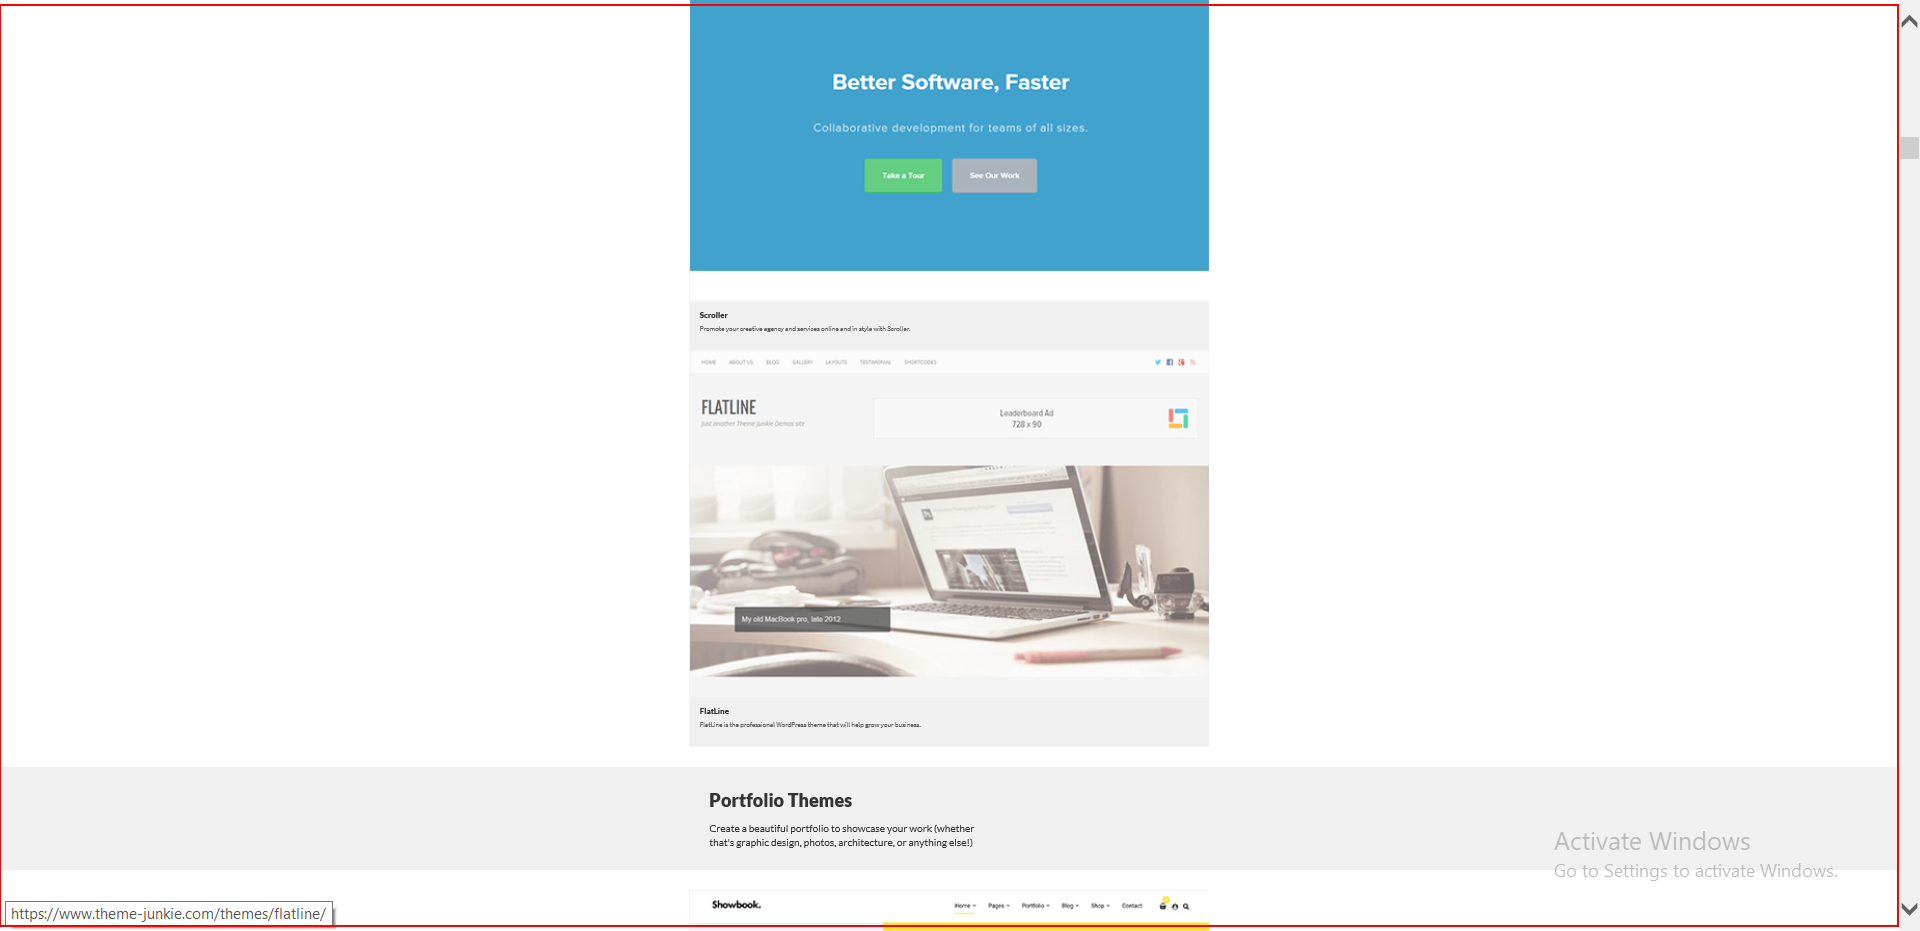 Better Software, Faster
Collaborative development for teams of all sizes.
Take a Tour
See Our Work
Scroller
Promote your creative agency and services online and in style with Scroller.
HOME ABOUT US BLOG GALLERY LAYOUTS TESTIMONIAL SHORTCODES
FLATLINE
just another Theme Junkie Demos site
Leaderboard Ad
728 x 90
My old MacBook pro, late 2012
FlatLine
FlatLine is the professional WordPress theme that will help grow your business.
Portfolio Themes
Create a beautiful portfolio to showcase your work (whether
that's graphic design, photos, architecture, or anything else!)
Activate Windows
Go to Settings to activate Windows.
Showbook.
Home Pages Portfolio Blog Shop Contact
https://www.theme-junkie.com/themes/flatline/